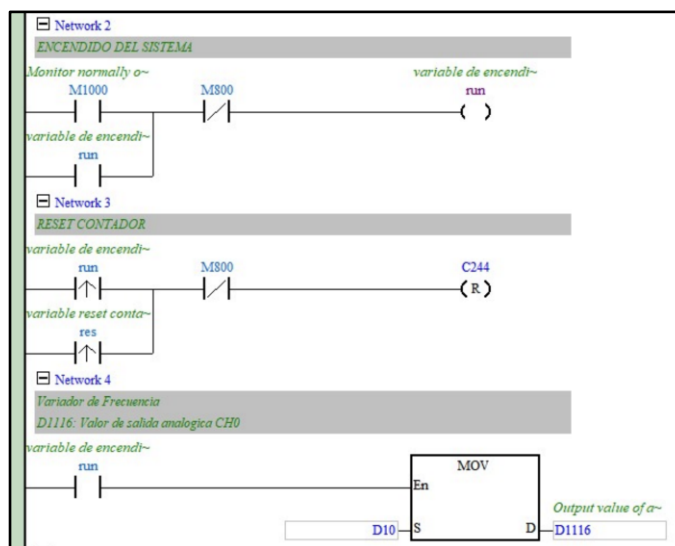 Network 2
ENCENDIDO DEL SISTEMA
Monitor normally o~
variable de encendi~
M1000
M800
run
variable de encendi~
run
Network 3
RESET CONTADOR
variable de encendi~
run
M800
C244
R
variable reset conta~
res
Network 4
Variador de Frecuencia
D1116: Valor de salida analogica CH0
variable de encendi~
run
MOV
En
Output value of a~
D10
S
D
D1116